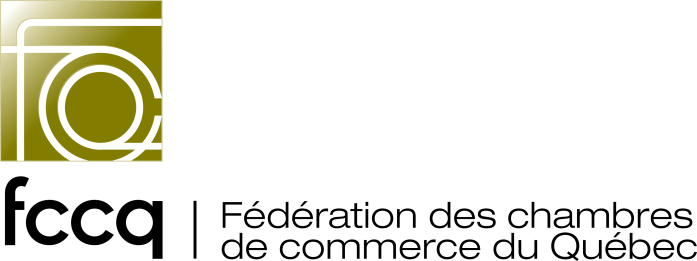 fccq
Fédération des chambres
de commerce du Québec